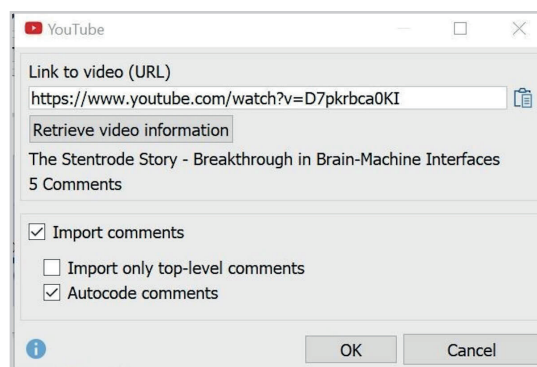 YouTube
Link to video (URL)
https://www.youtube.com/watch?v=D7pkrbca0KI
Retrieve video information
The Stentrode Story - Breakthrough in Brain-Machine Interfaces
5 Comments
Import comments
Import only top-level comments
Autocode comments
OK
Cancel